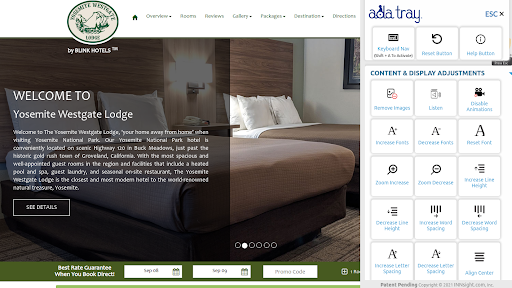 YOSEMITE WESTGATE
LODGE
by BLINK HOTELS TM
Overview
Rooms
Reviews
Gallery
Packages
Destination
Directions
WELCOME TO
Yosemite Westgate Lodge
Welcome to The Yosemite Westgate Lodge, "your home away from home" when
visiting Yosemite National Park. Our Yosemite National Park hotel is
conveniently located on scenic Highway 120 in Buck Meadows, just past the
historic gold rush town of Groveland, California. With the most spacious and
well-appointed guest rooms in the region and facilities that include a heated
pool and spa, guest laundry, and seasonal on-site restaurant, The Yosemite
Westgate Lodge is the closest and most modern hotel to the world-renowned
natural treasure, Yosemite.
SEE DETAILS
Best Rate Guarantee
When You Book Direct!
Sep 08
Sep 09
Promo Code
ada tray
ESC ×
Keyboard Nav
Reset Button
Help Button
CONTENT & DISPLAY ADJUSTMENTS
Remove Images
Listen
Disable
Animations
Increase Fonts
Decrease Fonts
Reset Font
Zoom Increase
Zoom Decrease
Increase Line
Height
Decrease Line
Height
Increase Word
Spacing
Decrease Word
Spacing
Increase Letter
Spacing
Decrease Letter
Spacing
Align Center
Patent Pending Copyright © 2021 INNsight.com, Inc.